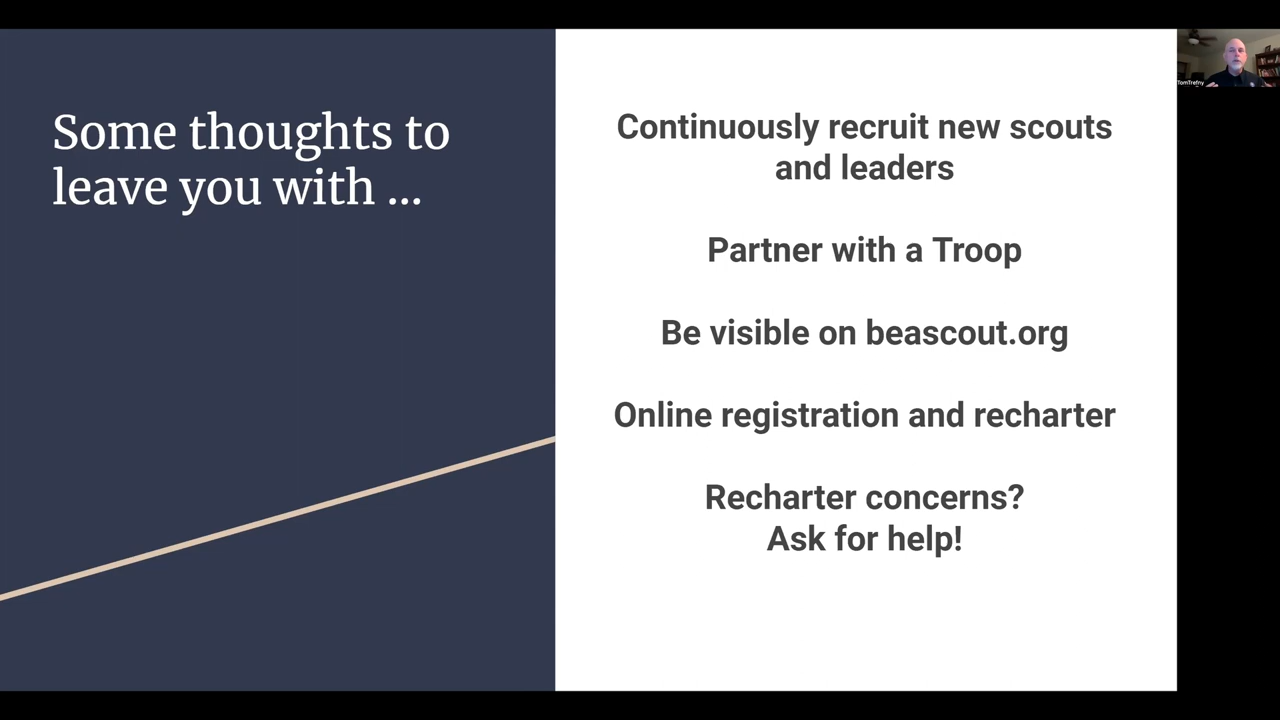 Some thoughts to
leave you with ...
Continuously recruit new scouts
and leaders
Partner with a Troop
Be visible on beascout.org
Online registration and recharter
Recharter concerns?
Ask for help!
TomTrefny